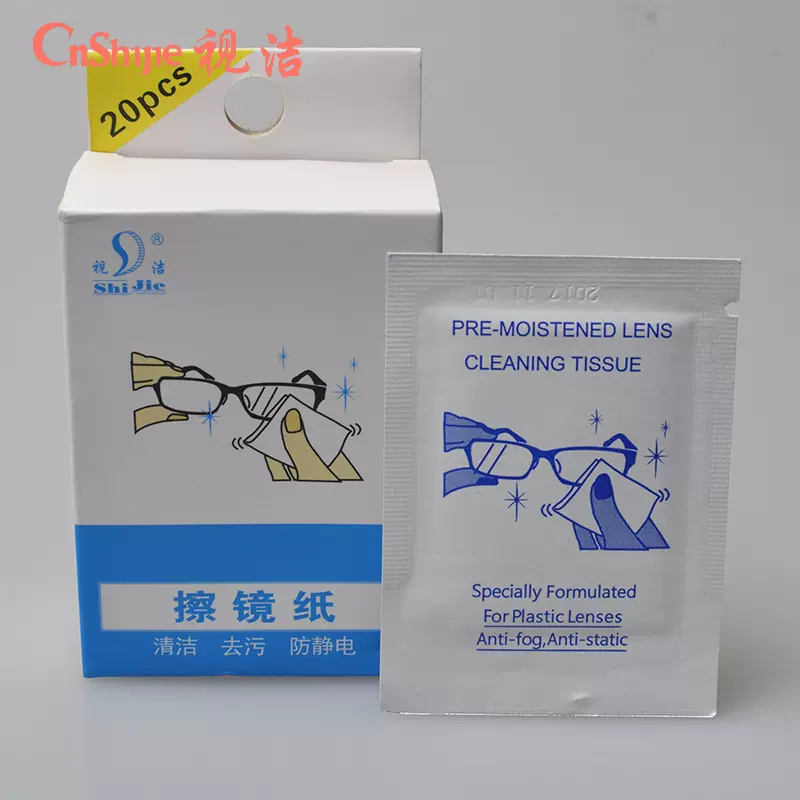 CnShijie 视洁
20pcs
视 洁 ®
Shi Jie
擦镜纸
清洁 去污 防静电
2017 11 01
PRE-MOISTENED LENS
CLEANING TISSUE
Specially Formulated
For Plastic Lenses
Anti-fog,Anti-static